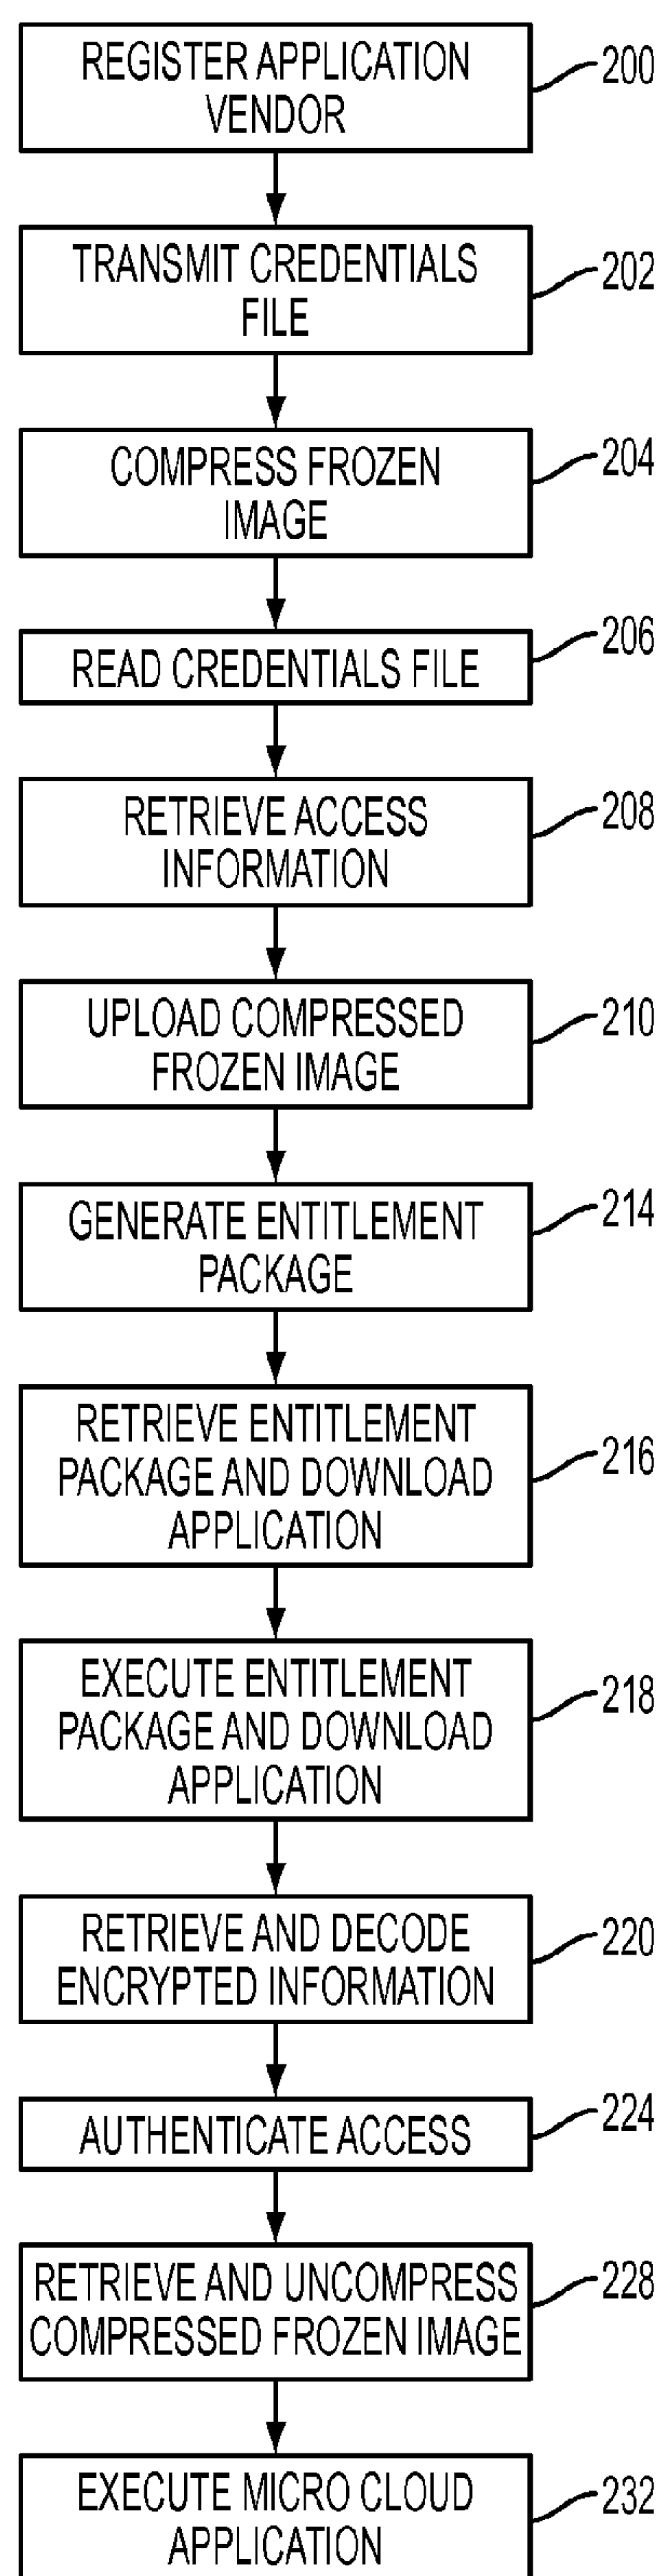 REGISTER APPLICATION
VENDOR
200
TRANSMIT CREDENTIALS
FILE
202
COMPRESS FROZEN
IMAGE
204
READ CREDENTIALS FILE
206
RETRIEVE ACCESS
INFORMATION
208
UPLOAD COMPRESSED
FROZEN IMAGE
210
GENERATE ENTITLEMENT
PACKAGE
214
RETRIEVE ENTITLEMENT
PACKAGE AND DOWNLOAD
APPLICATION
216
EXECUTE ENTITLEMENT
PACKAGE AND DOWNLOAD
APPLICATION
218
RETRIEVE AND DECODE
ENCRYPTED INFORMATION
220
AUTHENTICATE ACCESS
224
RETRIEVE AND UNCOMPRESS
COMPRESSED FROZEN IMAGE
228
EXECUTE MICRO CLOUD
APPLICATION
232